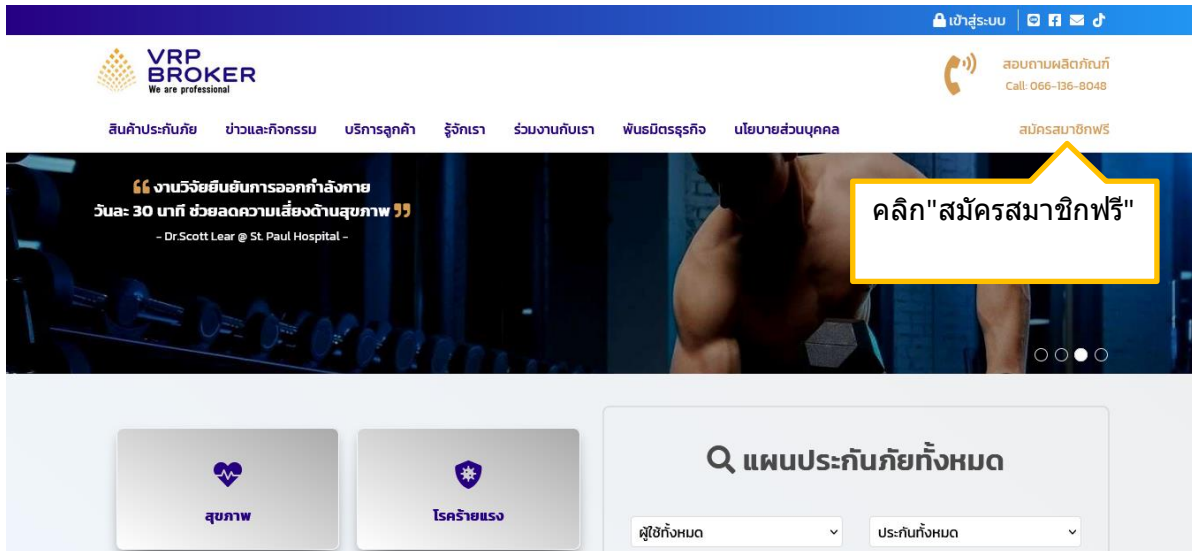 เข้าสู่ระบบ
VRP
BROKER
We are professional
สอบถามผลิตภัณฑ์
Call: 066-136-8048
สินค้าประกันภัย ข่าวและกิจกรรม บริการลูกค้า รู้จักเรา ร่วมงานกับเรา พันธมิตรธุรกิจ นโยบายส่วนบุคคล สมัครสมาชิกฟรี
งานวิจัยยืนยันการออกกำลังกาย
วันละ 30 นาที ช่วยลดความเสี่ยงด้านสุขภาพ
- Dr.Scott Lear @ St. Paul Hospital -
คลิก"สมัครสมาชิกฟรี"
แผนประกันภัยทั้งหมด
สุขภาพ โรคร้ายแรง
ผู้ใช้ทั้งหมด ประกันทั้งหมด